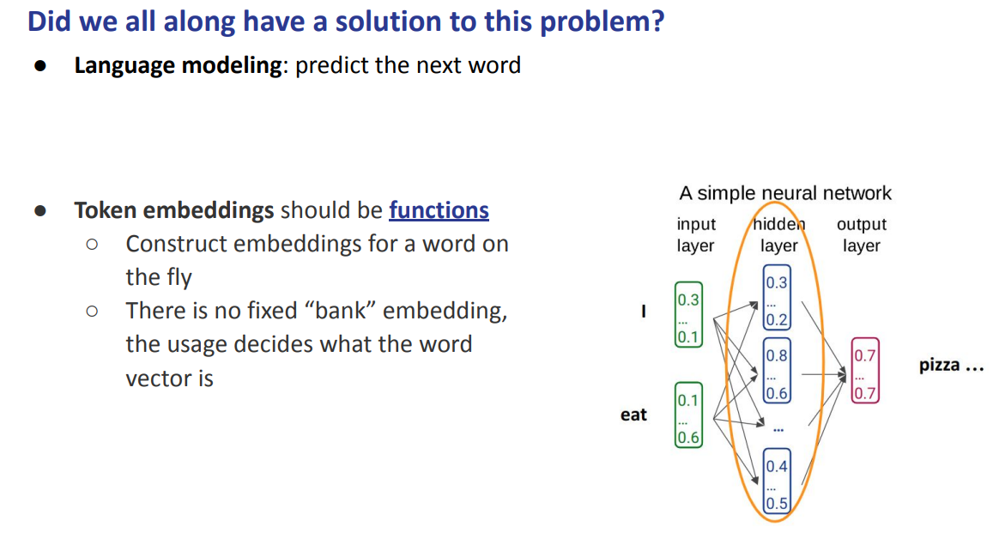 Did we all along have a solution to this problem?
● Language modeling: predict the next word
● Token embeddings should be functions
○ Construct embeddings for a word on
the fly
○ There is no fixed “bank” embedding,
the usage decides what the word
vector is
A simple neural network
input
layer
hidden
layer
output
layer
I
0.3
...
0.1
eat
0.1
...
0.6
0.3
...
0.2
0.8
...
0.6
...
0.4
...
0.5
0.7
...
0.7
pizza ...